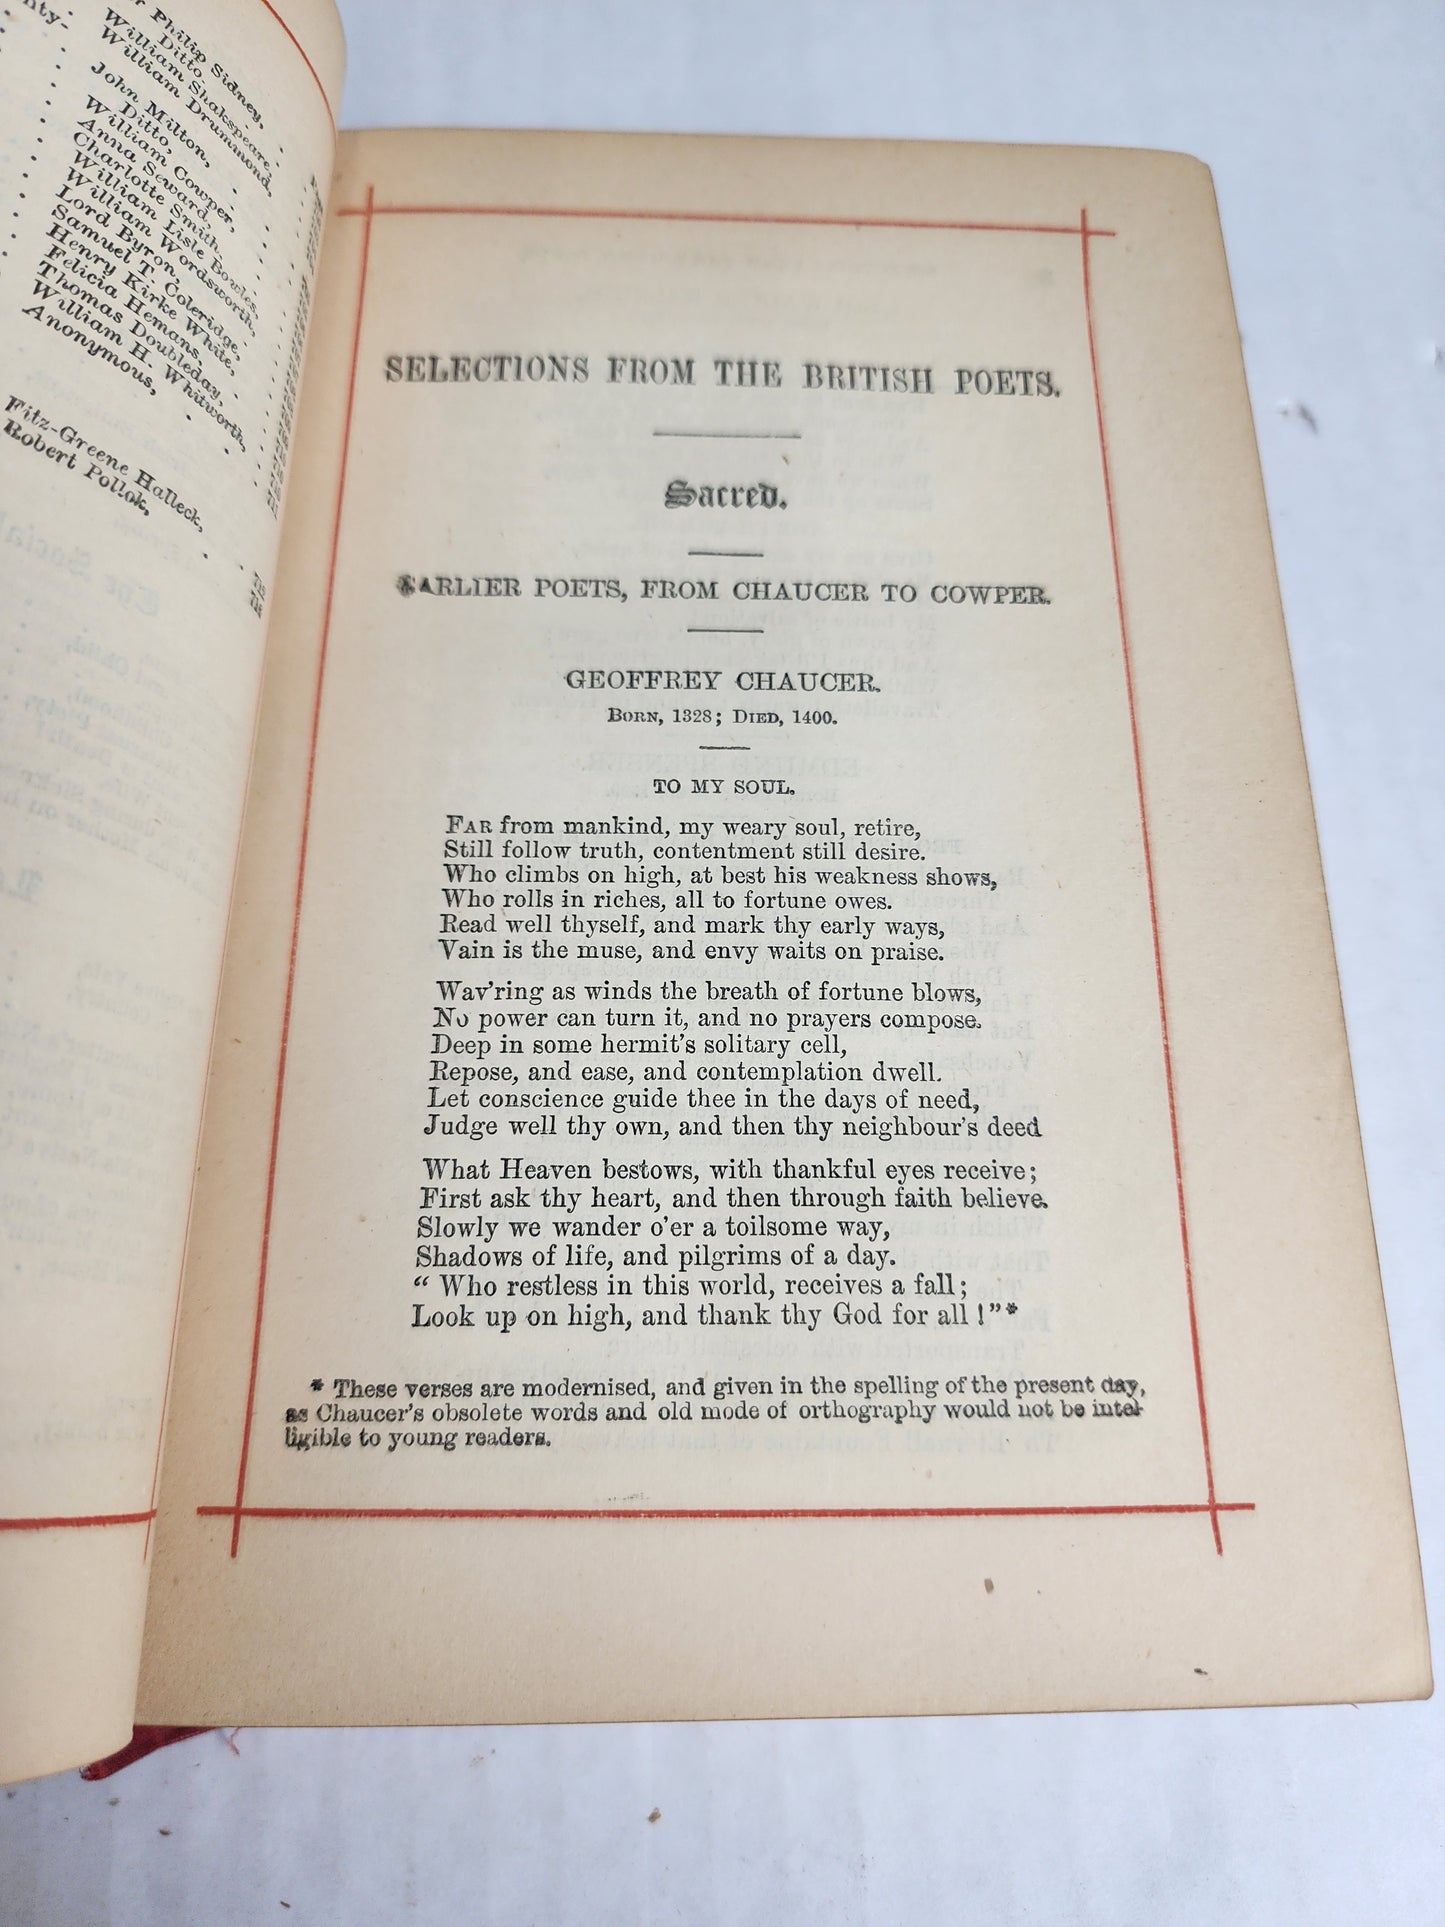 Philip Sidney,
Ditto.
William Shakspeare,
William Drummond,
John Milton,
Ditto,
William Cowper,
Anna Seward,
Charlotte Smith,
William Lisle Bowles,
William Wordsworth,
Lord Byron,
Samuel T. Coleridge,
Henry Kirke White,
Felicia Hemans,
Thomas Doubleday,
William H. Whitworth,
Anonymous,
Fitz-Greene Halleck,
Robert Pollok,
SELECTIONS FROM THE BRITISH POETS.
Sacred.
EARLIER POETS, FROM CHAUCER TO COWPER.
GEOFFREY CHAUCER.
BORN, 1328; DIED, 1400.
TO MY SOUL.
FAR from mankind, my weary soul, retire,
Still follow truth, contentment still desire.
Who climbs on high, at best his weakness shows,
Who rolls in riches, all to fortune owes.
Read well thyself, and mark thy early ways,
Vain is the muse, and envy waits on praise.
Wav'ring as winds the breath of fortune blows,
No power can turn it, and no prayers compose.
Deep in some hermit's solitary cell,
Repose, and ease, and contemplation dwell.
Let conscience guide thee in the days of need,
Judge well thy own, and then thy neighbour's deed
What Heaven bestows, with thankful eyes receive;
First ask thy heart, and then through faith believe.
Slowly we wander o'er a toilsome way,
Shadows of life, and pilgrims of a day.
“ Who restless in this world, receives a fall;
Look up on high, and thank thy God for all!”*
* These verses are modernised, and given in the spelling of the present day,
as Chaucer's obsolete words and old mode of orthography would not be intel-
ligible to young readers.